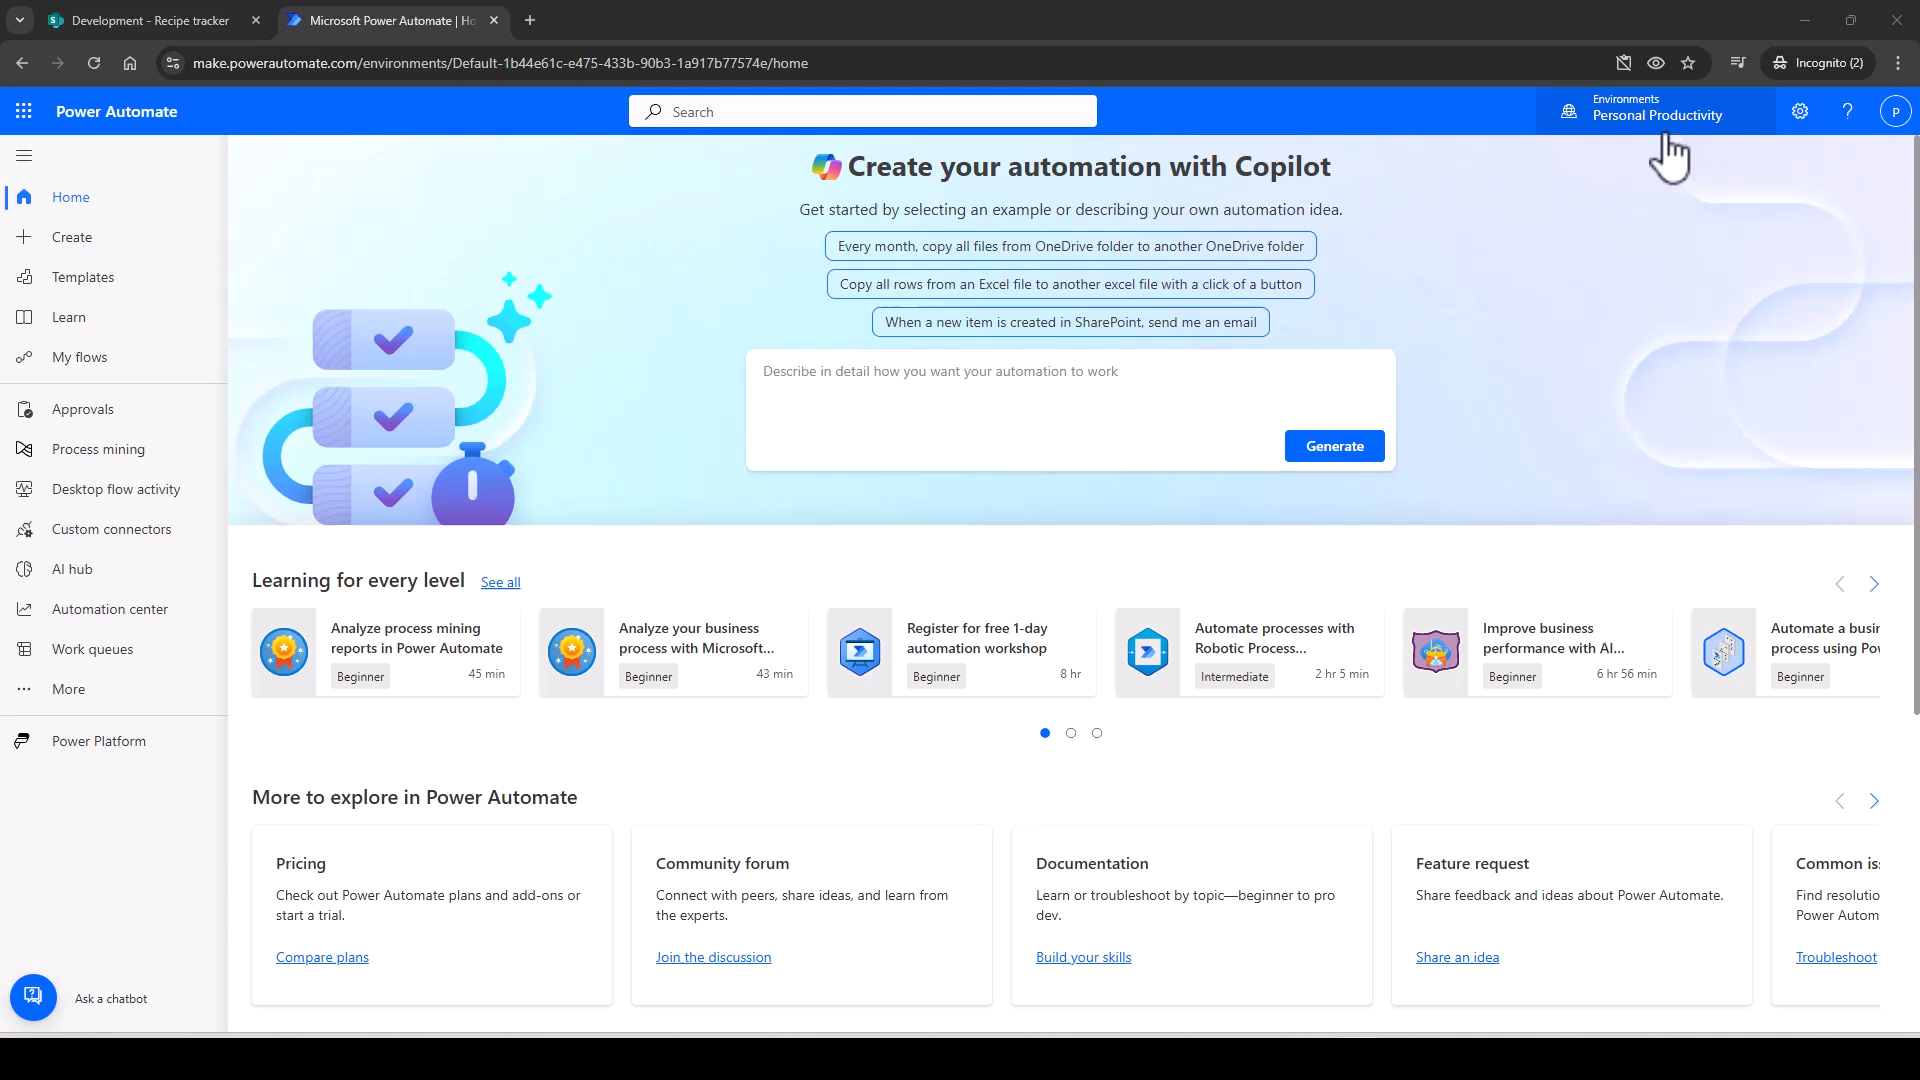 Development - Recipe tracker
Microsoft Power Automate | Ho
make.powerautomate.com/environments/Default-1b44e61c-e475-433b-90b3-1a917b77574e/home
Incognito (2)
Power Automate
Search
Environments
Personal Productivity
P
Home
Create
Templates
Learn
My flows
Approvals
Process mining
Desktop flow activity
Custom connectors
AI hub
Automation center
Work queues
More
Power Platform
Ask a chatbot
Create your automation with Copilot
Get started by selecting an example or describing your own automation idea.
Every month, copy all files from OneDrive folder to another OneDrive folder
Copy all rows from an Excel file to another excel file with a click of a button
When a new item is created in SharePoint, send me an email
Describe in detail how you want your automation to work
Generate
Learning for every level
See all
Analyze process mining
reports in Power Automate
Beginner
45 min
Analyze your business
process with Microsoft...
Beginner
43 min
Register for free 1-day
automation workshop
Beginner
8 hr
Automate processes with
Robotic Process...
Intermediate
2 hr 5 min
Improve business
performance with AI...
Beginner
6 hr 56 min
Automate a busin
process using Pow
Beginner
More to explore in Power Automate
Pricing
Check out Power Automate plans and add-ons or
start a trial.
Compare plans
Community forum
Connect with peers, share ideas, and learn from
the experts.
Join the discussion
Documentation
Learn or troubleshoot by topic—beginner to pro
dev.
Build your skills
Feature request
Share feedback and ideas about Power Automate.
Share an idea
Common is
Find resolutio
Power Autom
Troubleshoot